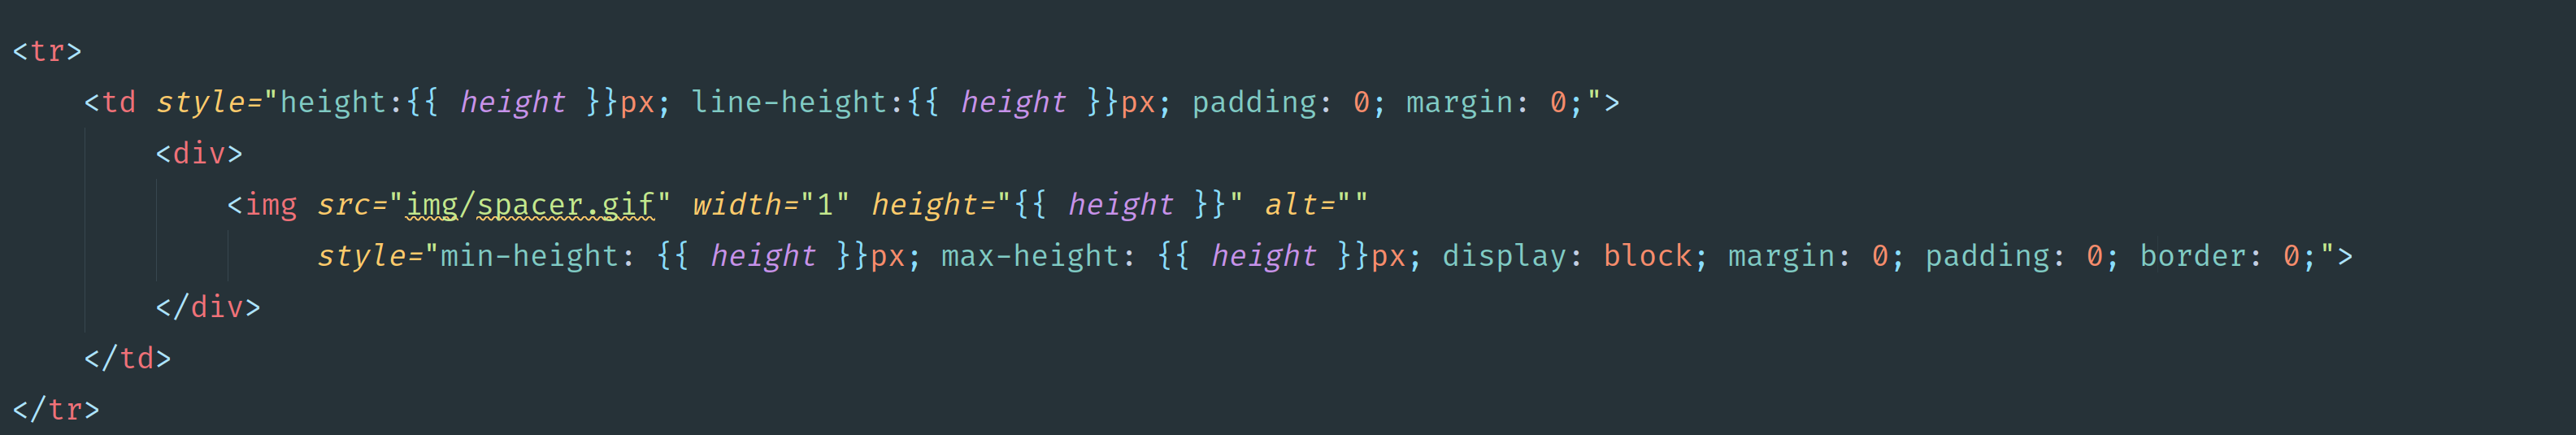 <tr>
    <td style="height:{{ height }}px; line-height:{{ height }}px; padding: 0; margin: 0;">
        <div>
            <img src="img/spacer.gif" width="1" height="{{ height }}" alt=""
                 style="min-height: {{ height }}px; max-height: {{ height }}px; display: block; margin: 0; padding: 0; border: 0;">
        </div>
    </td>
</tr>